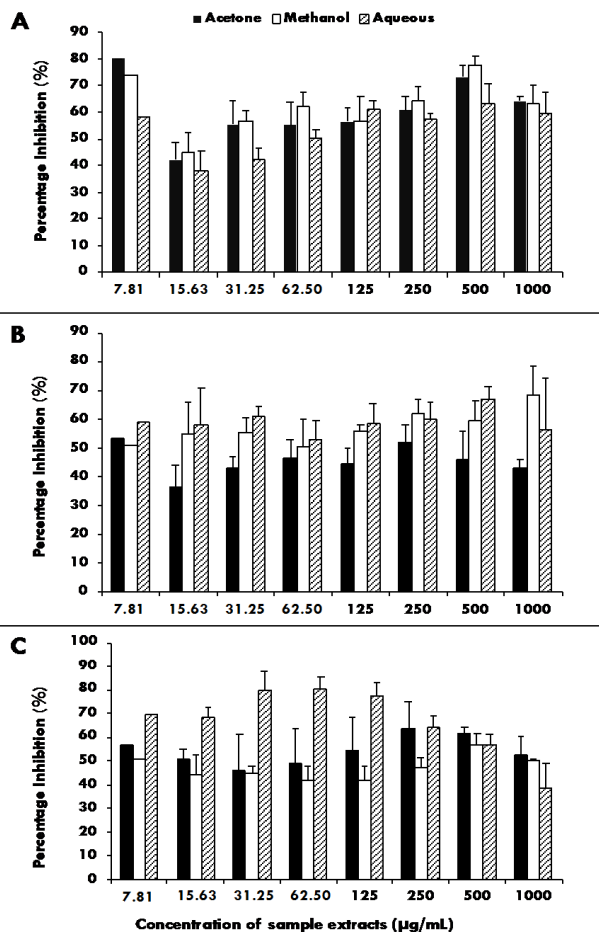 A
■ Acetone □ Methanol ▨ Aqueous
Percentage Inhibition (%)
90
80
70
60
50
40
30
20
10
0
7.81 15.63 31.25 62.50 125 250 500 1000
B
Percentage Inhibition (%)
90
80
70
60
50
40
30
20
10
0
7.81 15.63 31.25 62.50 125 250 500 1000
C
Percentage Inhibition (%)
100
90
80
70
60
50
40
30
20
10
0
7.81 15.63 31.25 62.50 125 250 500 1000
Concentration of sample extracts (µg/mL)